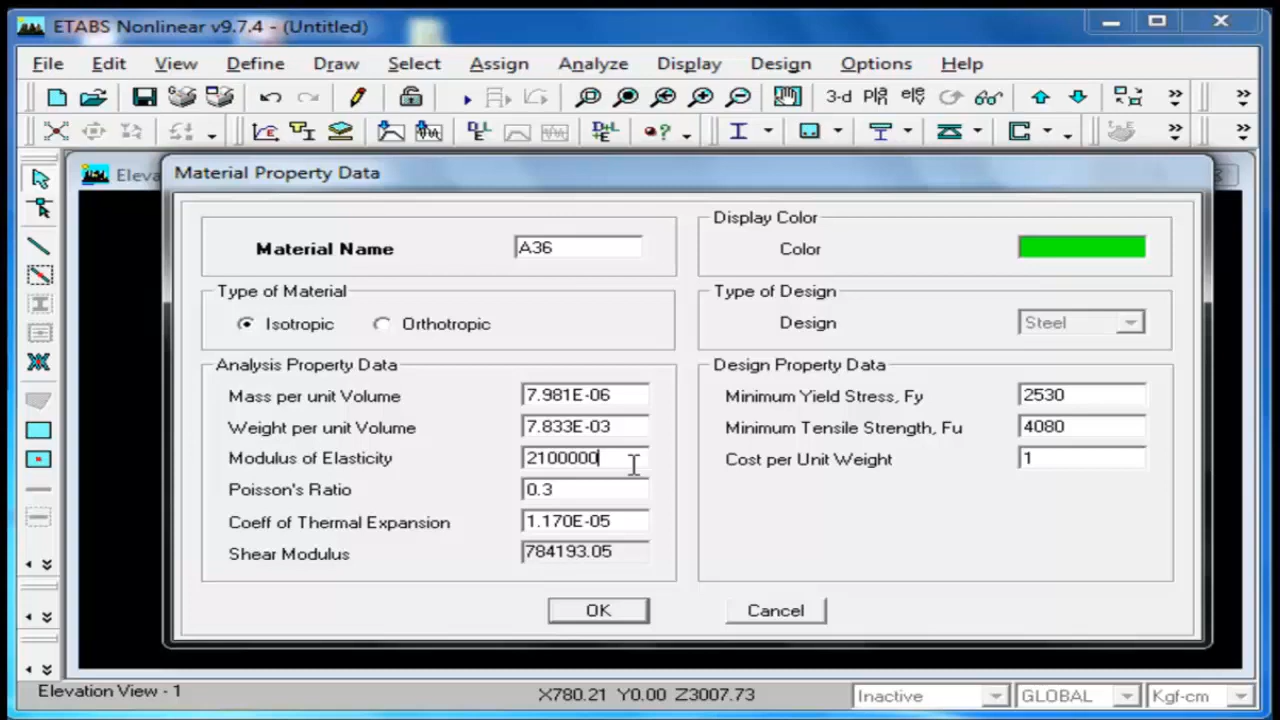 ETABS Nonlinear v9.7.4 - (Untitled)
File Edit View Define Draw Select Assign Analyze Display Design Options Help
3-d
Material Property Data
Material Name A36
Display Color
Color
Type of Material
Isotropic Orthotropic
Type of Design
Design Steel
Analysis Property Data
Mass per unit Volume 7.981E-06
Weight per unit Volume 7.833E-03
Modulus of Elasticity 2100000
Poisson's Ratio 0.3
Coeff of Thermal Expansion 1.170E-05
Shear Modulus 784193.05
Design Property Data
Minimum Yield Stress, Fy 2530
Minimum Tensile Strength, Fu 4080
Cost per Unit Weight 1
OK Cancel
Elevation View - 1 X780.21 Y0.00 Z3007.73 Inactive GLOBAL Kgf-cm